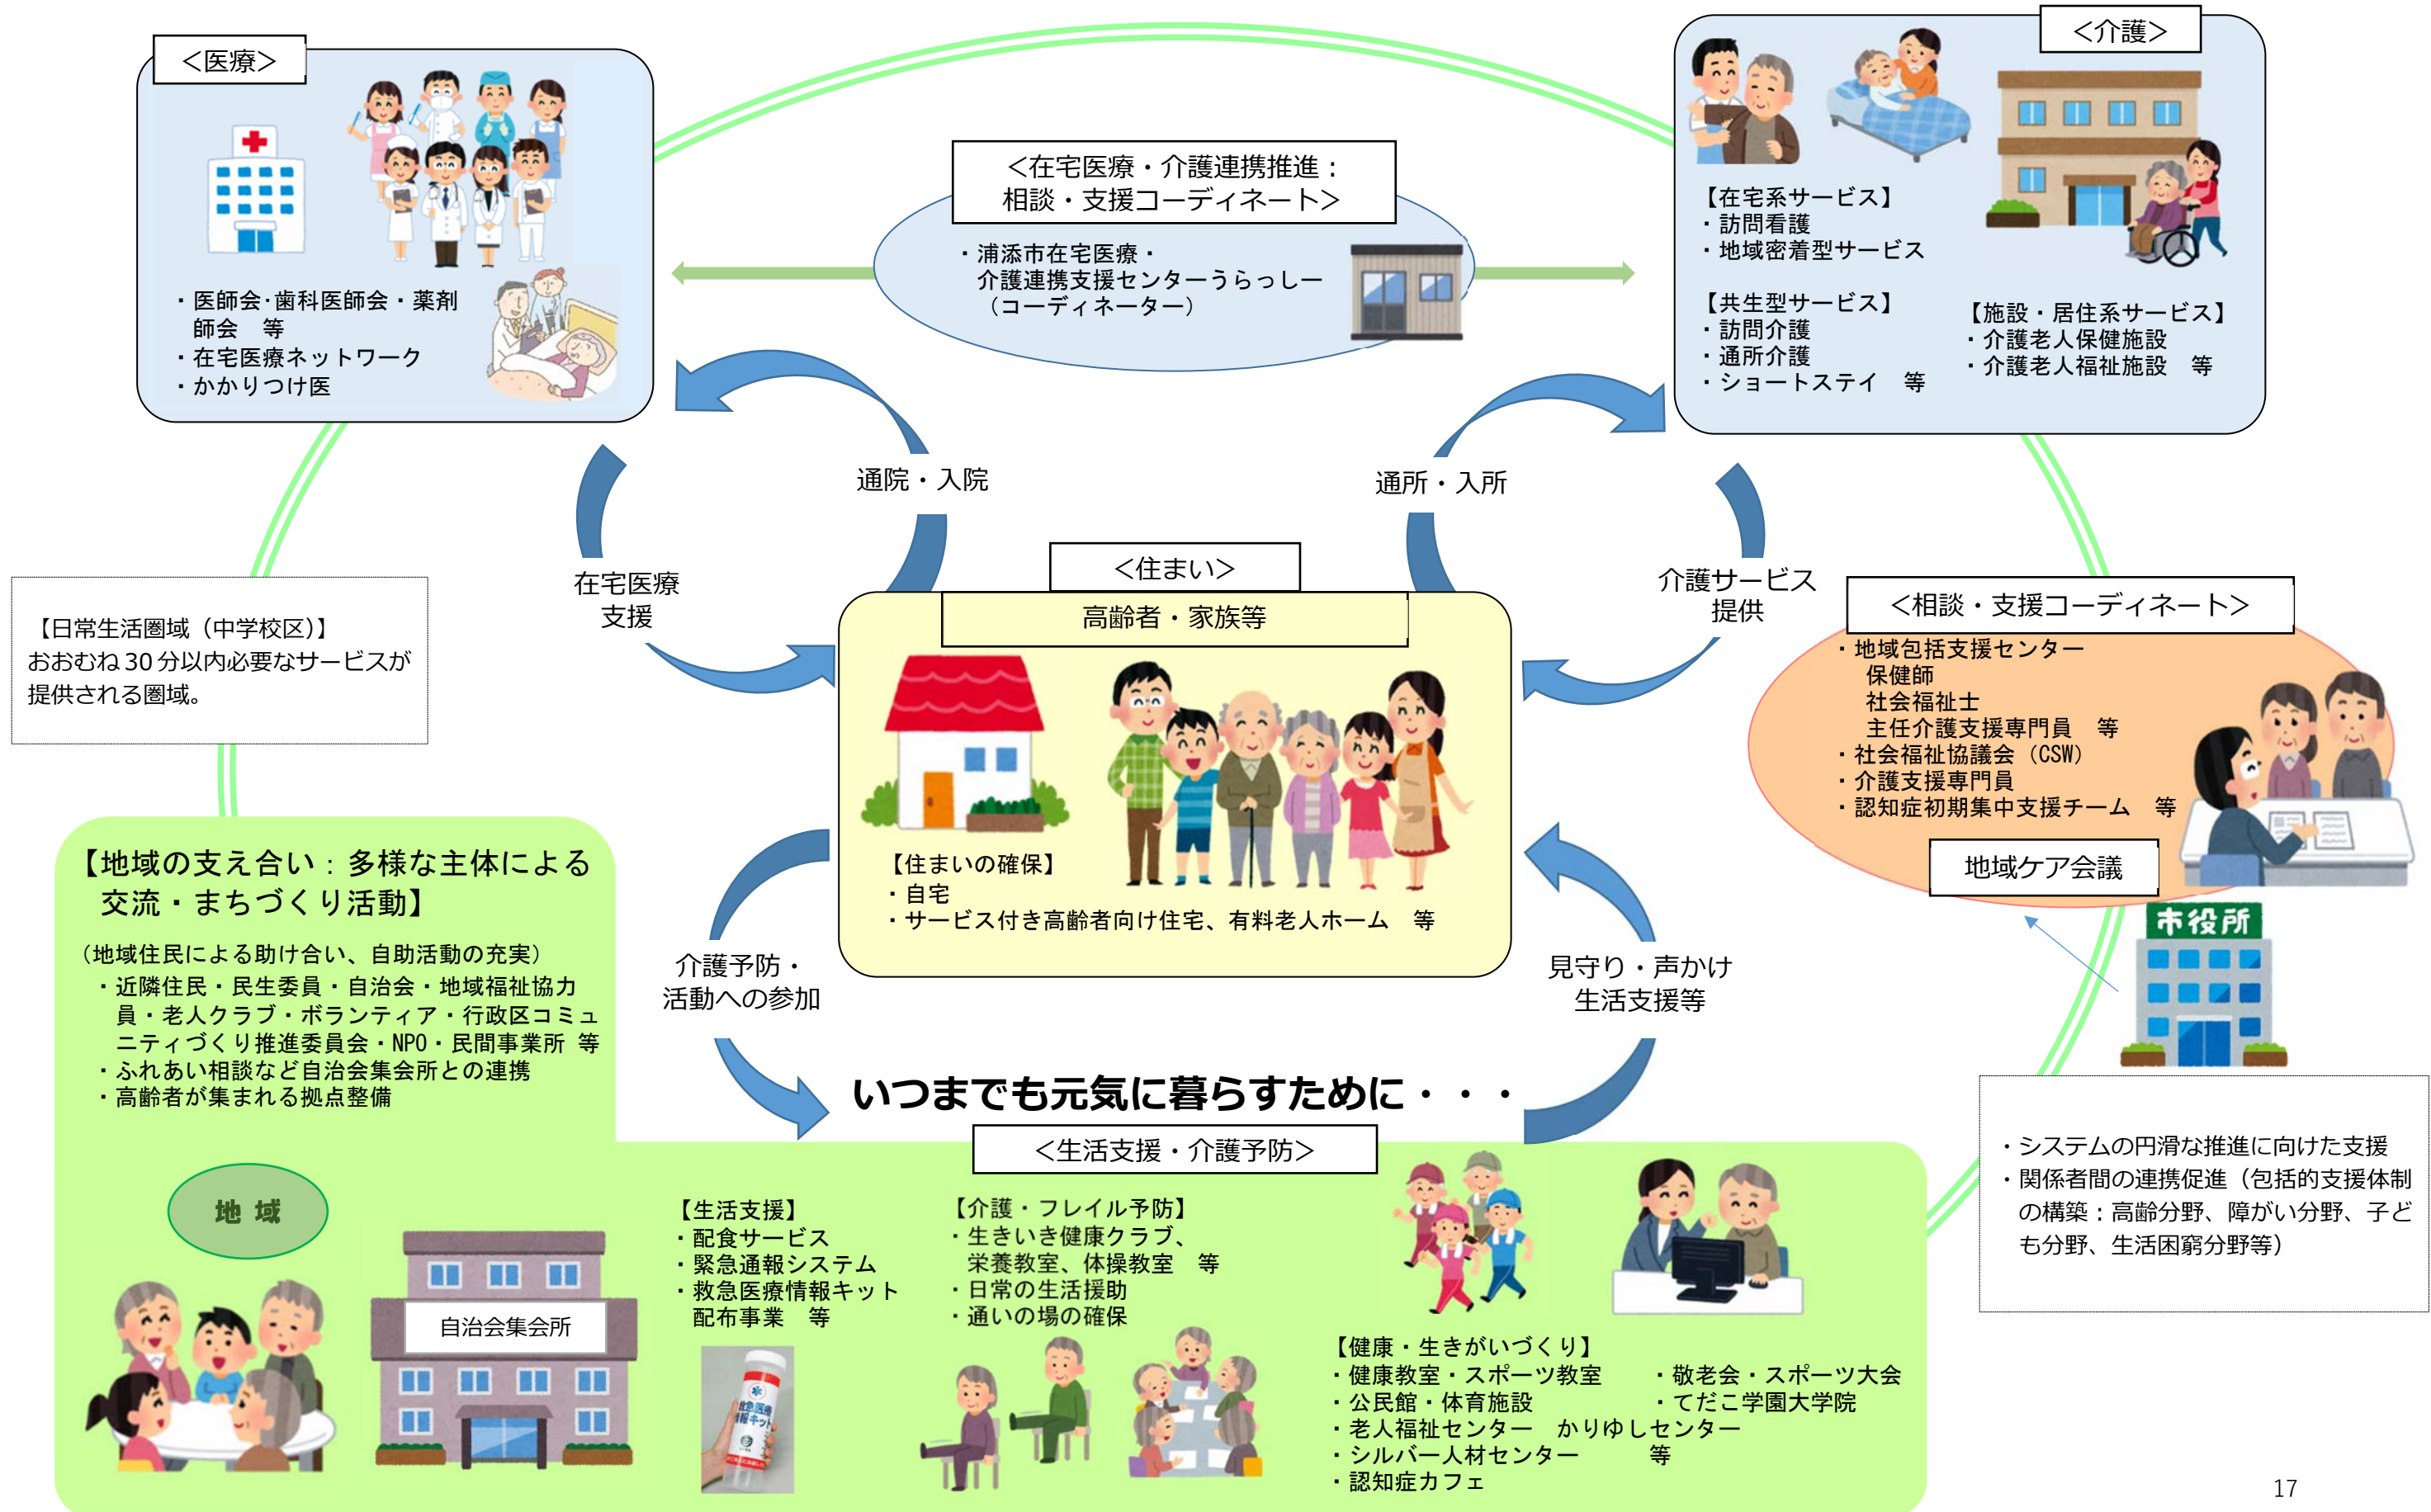 <医療>
・医師会・歯科医師会・薬剤
師会　等
・在宅医療ネットワーク
・かかりつけ医
<在宅医療・介護連携推進：
相談・支援コーディネート>
・浦添市在宅医療・
介護連携支援センターうらっしー
（コーディネーター）
<介護>
【在宅系サービス】
・訪問看護
・地域密着型サービス
【共生型サービス】
・訪問介護
・通所介護
・ショートステイ　等
【施設・居住系サービス】
・介護老人保健施設
・介護老人福祉施設　等
通院・入院
通所・入所
在宅医療
支援
介護サービス
提供
【日常生活圏域（中学校区）】
おおむね30分以内必要なサービスが
提供される圏域。
<住まい>
高齢者・家族等
【住まいの確保】
・自宅
・サービス付き高齢者向け住宅、有料老人ホーム　等
<相談・支援コーディネート>
・地域包括支援センター
保健師
社会福祉士
主任介護支援専門員　等
・社会福祉協議会（CSW）
・介護支援専門員
・認知症初期集中支援チーム　等
地域ケア会議
市役所
・システムの円滑な推進に向けた支援
・関係者間の連携促進（包括的支援体制
の構築：高齢分野、障がい分野、子ど
も分野、生活困窮分野等）
介護予防・
活動への参加
見守り・声かけ
生活支援等
【地域の支え合い：多様な主体による
交流・まちづくり活動】
（地域住民による助け合い、自助活動の充実）
・近隣住民・民生委員・自治会・地域福祉協力
員・老人クラブ・ボランティア・行政区コミュ
ニティづくり推進委員会・NPO・民間事業所 等
・ふれあい相談など自治会集会所との連携
・高齢者が集まれる拠点整備
地 域
自治会集会所
いつまでも元気に暮らすために・・・
<生活支援・介護予防>
【生活支援】
・配食サービス
・緊急通報システム
・救急医療情報キット
配布事業　等
救急医療
情報キット
【介護・フレイル予防】
・生きいき健康クラブ、
栄養教室、体操教室　等
・日常の生活援助
・通いの場の確保
【健康・生きがいづくり】
・健康教室・スポーツ教室　　・敬老会・スポーツ大会
・公民館・体育施設　　・てだこ学園大学院
・老人福祉センター　かりゆしセンター
・シルバー人材センター　　等
・認知症カフェ
17